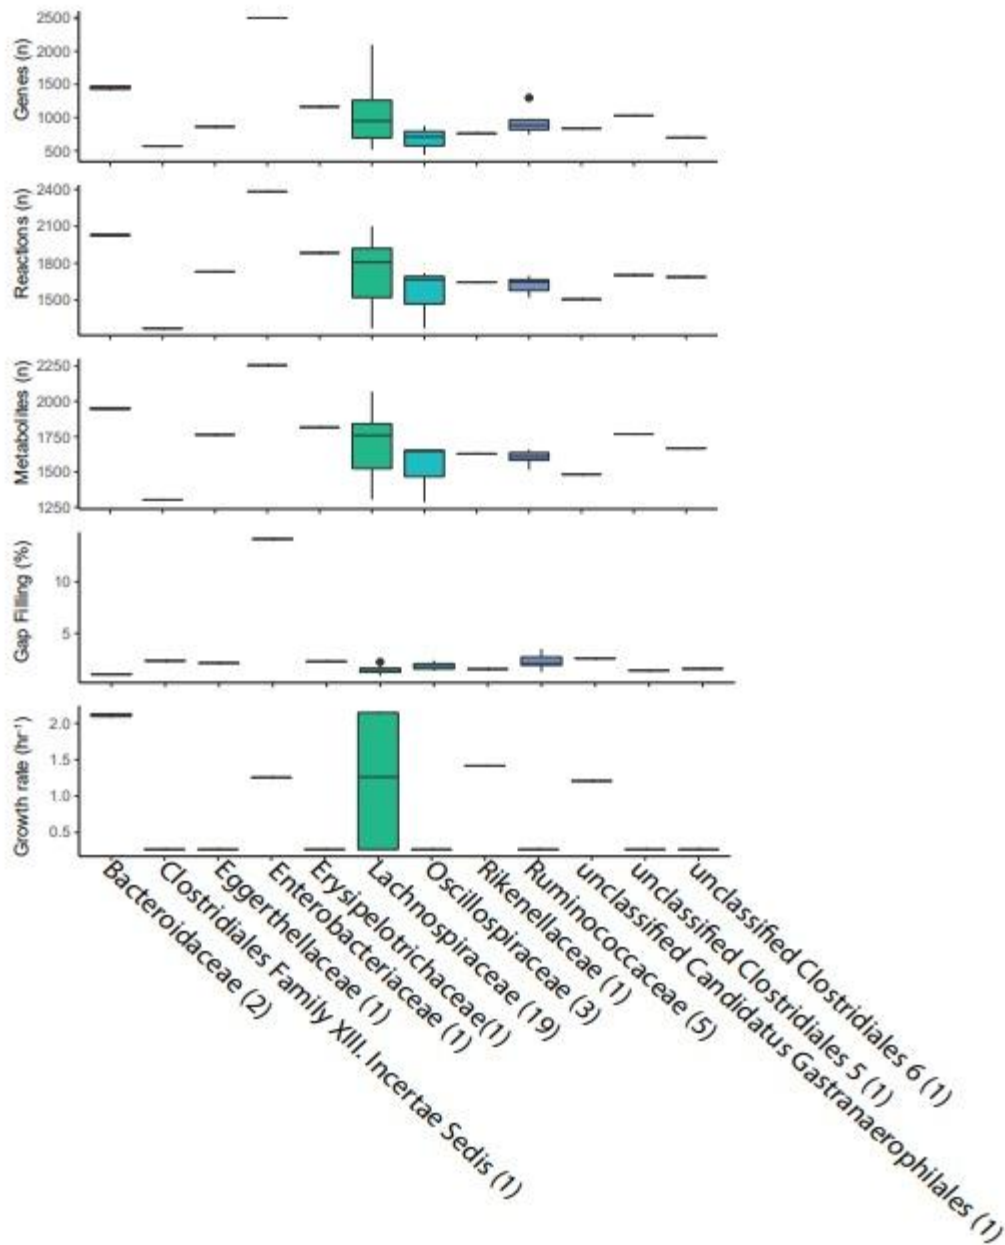 Genes (n)
2500
2000
1500
1000
500
Reactions (n)
2400
2100
1800
1500
Metabolites (n)
2250
2000
1750
1500
1250
Gap Filling (%)
10
5
Growth rate (hr⁻¹)
2.0
1.5
1.0
0.5
Bacteroidaceae (2)
Clostridiales Family XIII. Incertae Sedis (1)
Eggerthellaceae (1)
Enterobacteriaceae (1)
Erysipelotrichaceae(1)
Lachnospiraceae (19)
Oscillospiraceae (3)
Rikenellaceae (1)
Ruminococcaceae (5)
unclassified Candidatus Gastranaerophilales (1)
unclassified Clostridiales 5 (1)
unclassified Clostridiales 6 (1)